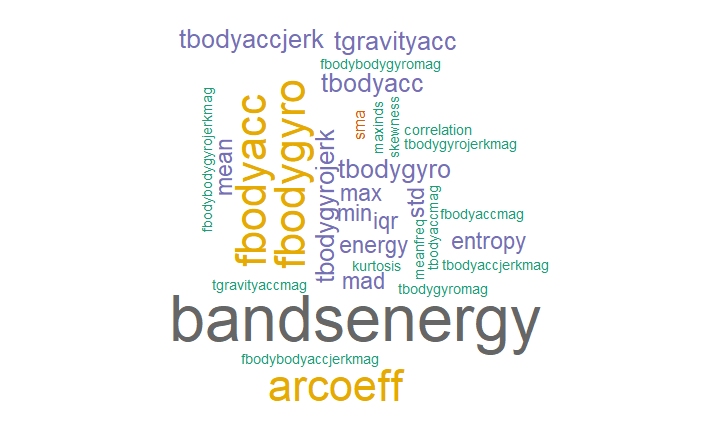 tbodyaccjerk
tgravityacc
fbodybodygyromag
tbodyacc
fbodybodygyrojerkmag
mean
fbodyacc
fbodygyro
tbodygyrojerk
sma
maxinds
skewness
correlation
tbodygyrojerkmag
tbodygyro
max
min
iqr
std
meanfreq
tbodyaccmag
fbodyaccmag
energy
entropy
kurtosis
tbodyaccjerkmag
mad
tgravityaccmag
tbodygyromag
bandsenergy
fbodybodyaccjerkmag
arcoeff